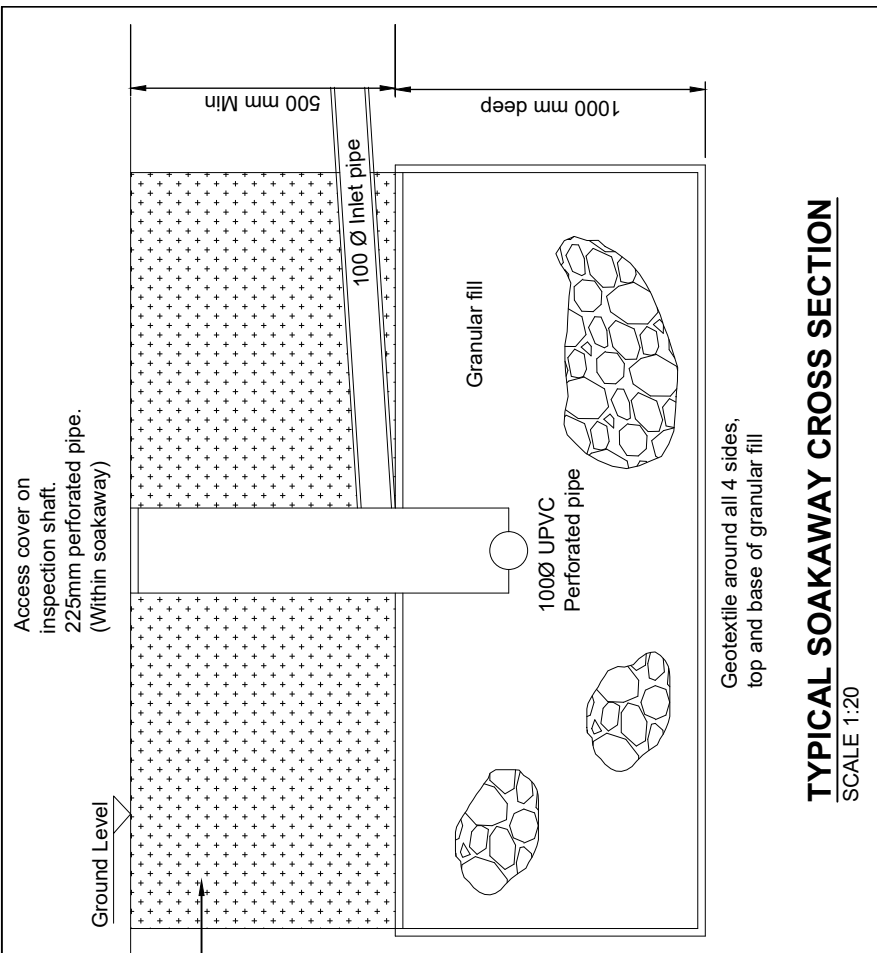 Access cover on
inspection shaft.
225mm perforated pipe.
(Within soakaway)
Ground Level
500 mm Min
100 Ø Inlet pipe
1000 mm deep
Granular fill
100Ø UPVC
Perforated pipe
Geotextile around all 4 sides,
top and base of granular fill
TYPICAL SOAKAWAY CROSS SECTION
SCALE 1:20